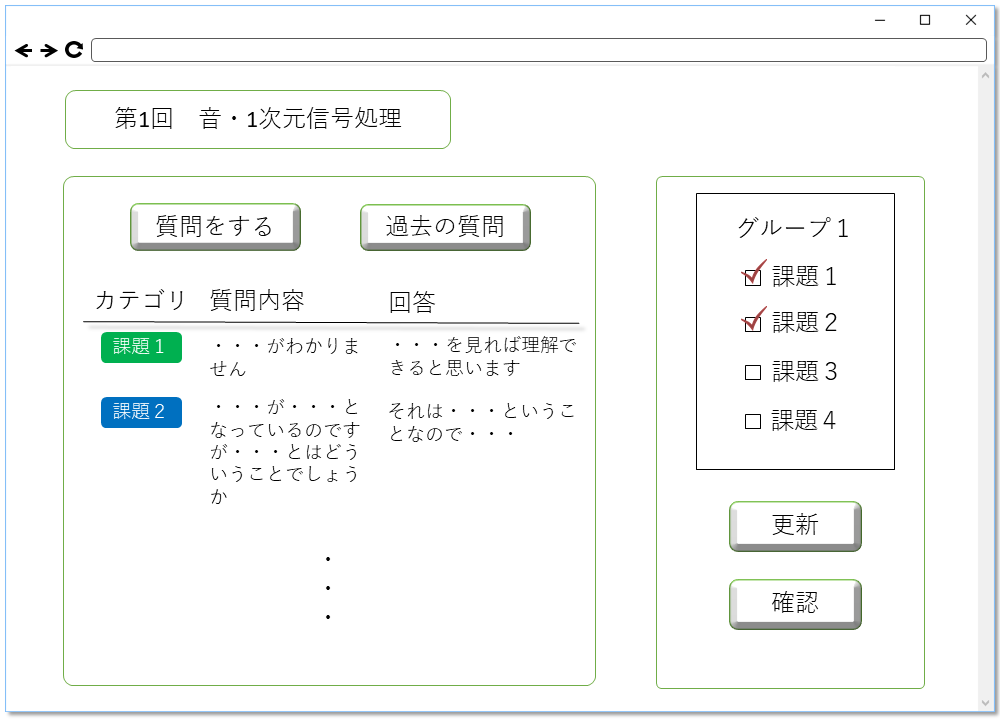 第1回　音・1次元信号処理
質問をする
過去の質問
カテゴリ
質問内容
回答
課題１
・・・がわかりま
せん
・・・を見れば理解で
きると思います
課題２
・・・が・・・と
なっているのです
が・・・とはどう
いうことでしょう
か
それは・・・というこ
となので・・・
・
・
・
グループ１
課題１
課題２
課題３
課題４
更新
確認